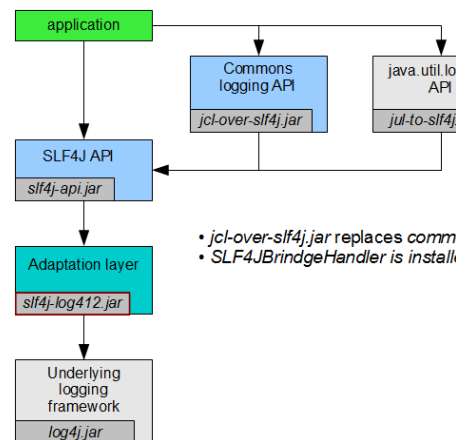 application
Commons
logging API
jcl-over-slf4j.jar
java.util.lo
API
jul-to-slf4j
SLF4J API
slf4j-api.jar
• jcl-over-slf4j.jar replaces comm
• SLF4JBrindgeHandler is installe
Adaptation layer
slf4j-log412.jar
Underlying
logging
framework
log4j.jar